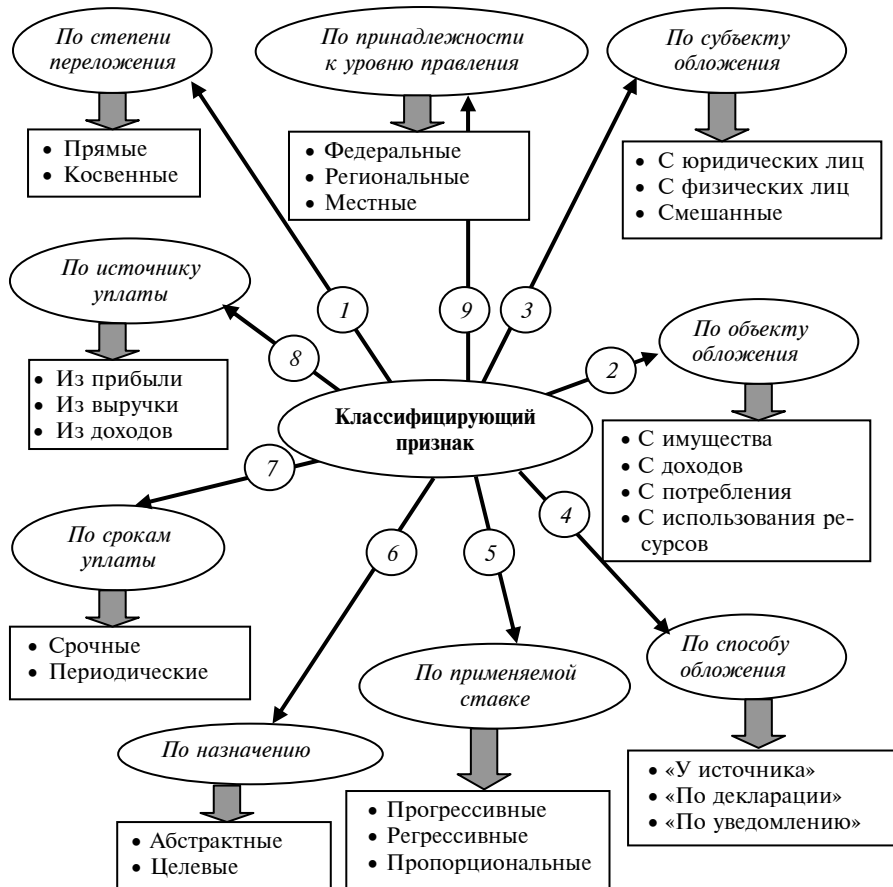 По степени
переложения
• Прямые
• Косвенные
По принадлежности
к уровню правления
• Федеральные
• Региональные
• Местные
По субъекту
обложения
• С юридических лиц
• С физических лиц
• Смешанные
По источнику
уплаты
• Из прибыли
• Из выручки
• Из доходов
1
9
3
8
2
По объекту
обложения
• С имущества
• С доходов
• С потребления
• С использования ре-
сурсов
Классифицирующий
признак
7
6
5
4
По срокам
уплаты
• Срочные
• Периодические
По назначению
• Абстрактные
• Целевые
По применяемой
ставке
• Прогрессивные
• Регрессивные
• Пропорциональные
По способу
обложения
• «У источника»
• «По декларации»
• «По уведомлению»